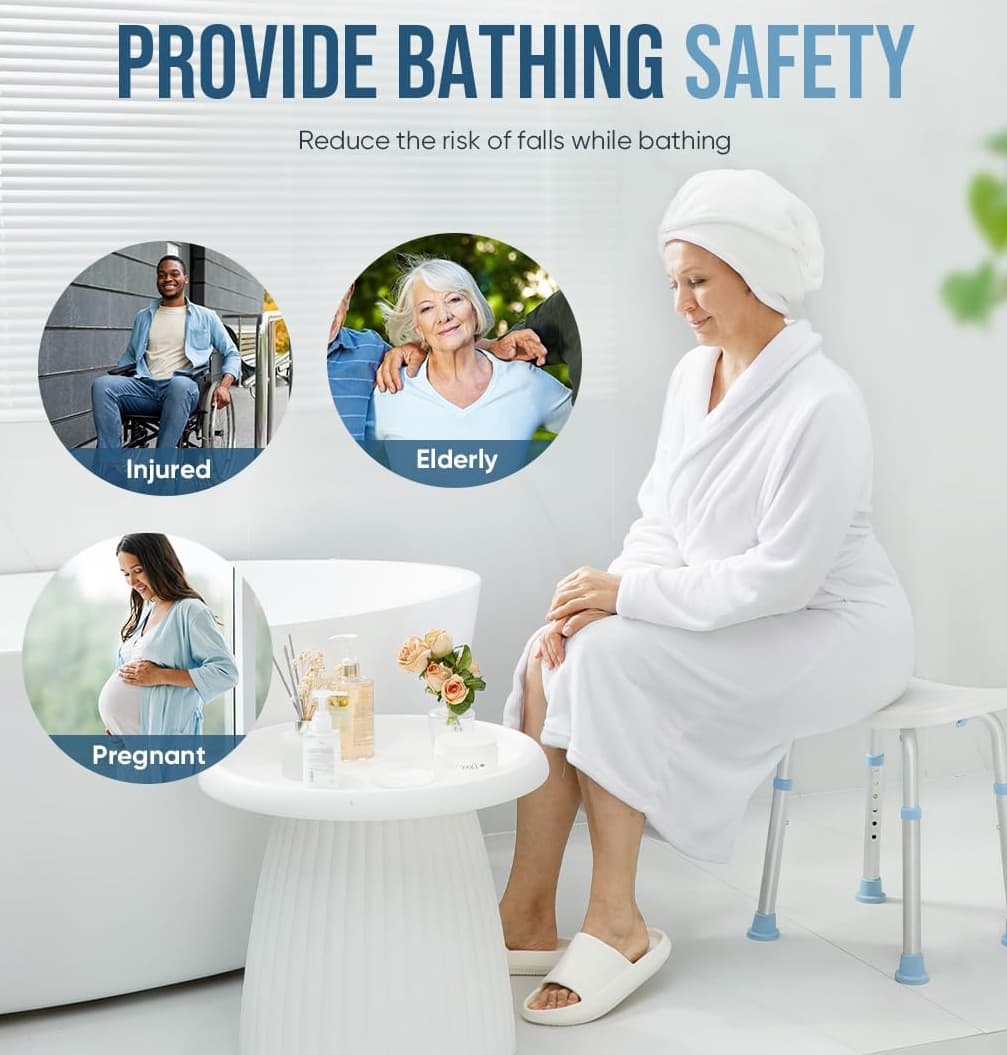 PROVIDE BATHING SAFETY
Reduce the risk of falls while bathing
Injured
Elderly
Pregnant